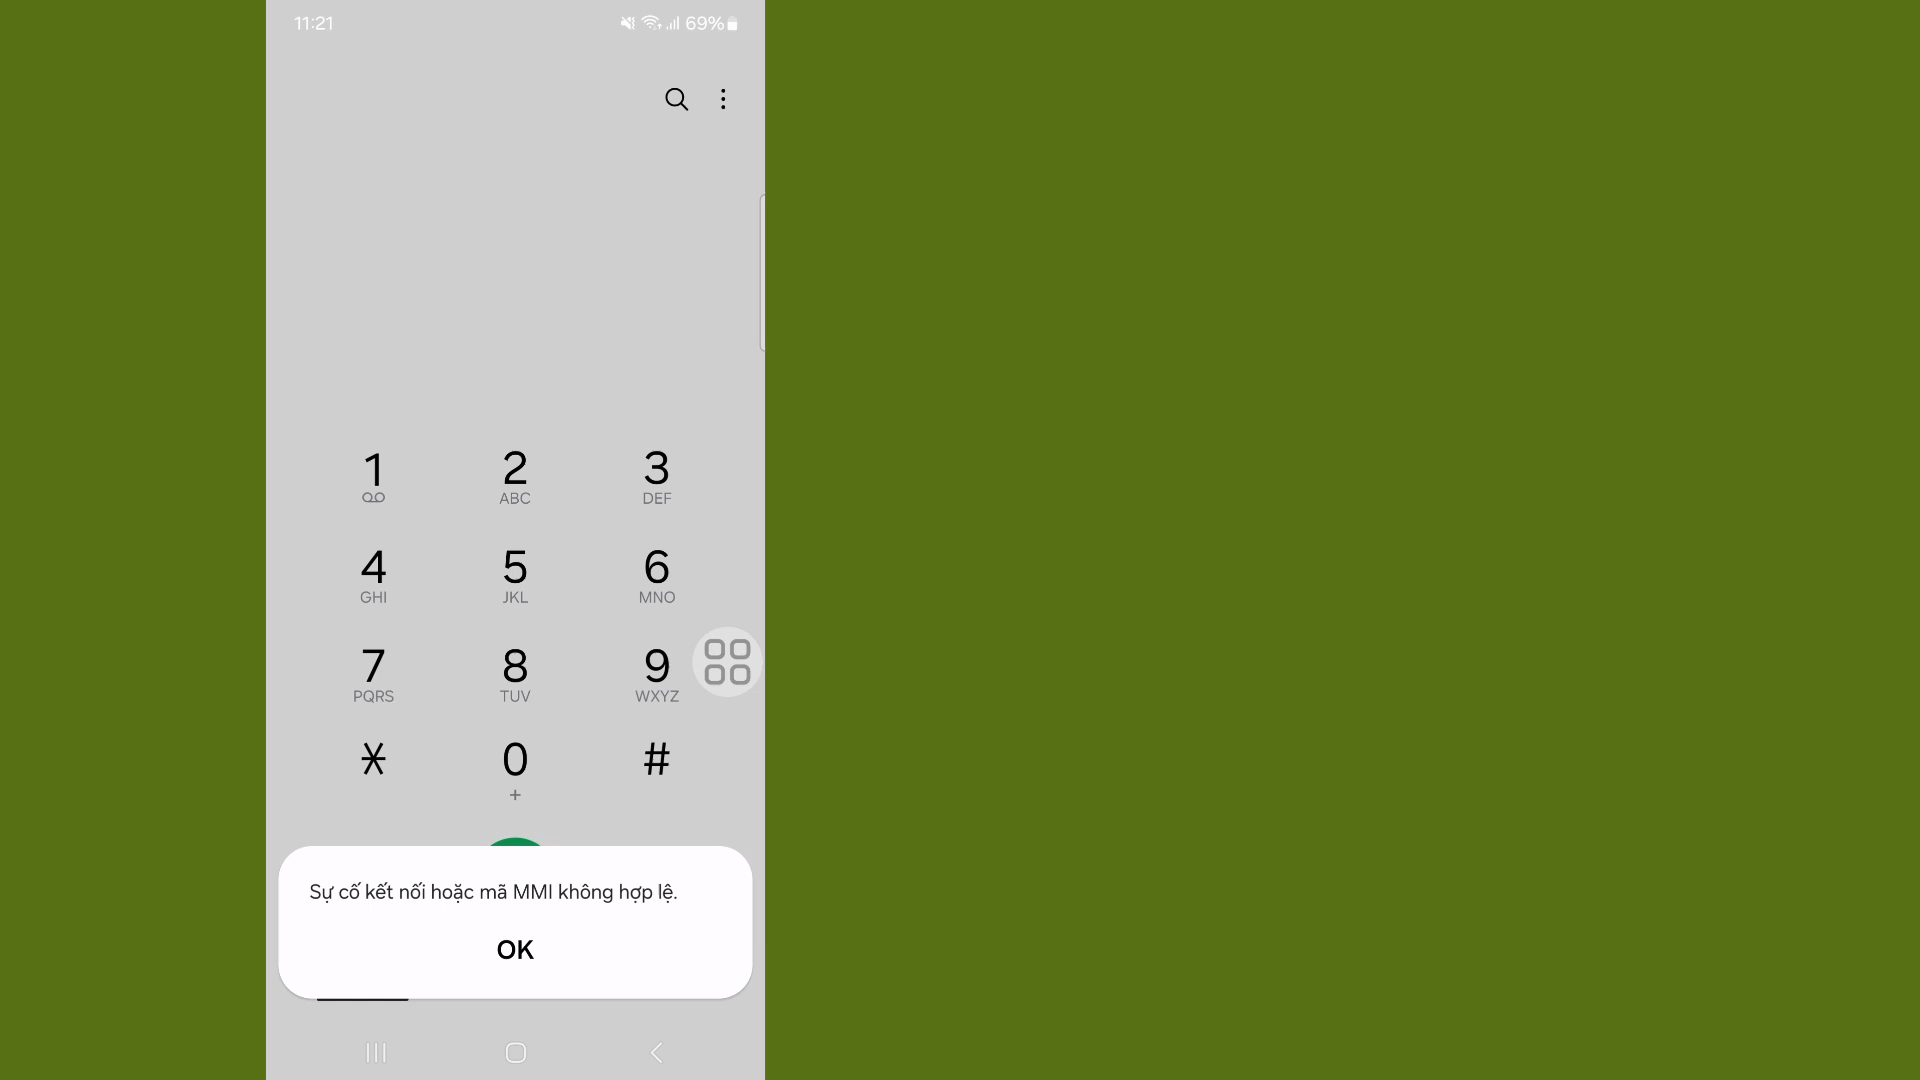 11:21 69%
1 2 3
ABC DEF
4 5 6
GHI JKL MNO
7 8 9
PQRS TUV WXYZ
* 0 #
+
Sự cố kết nối hoặc mã MMI không hợp lệ.
OK